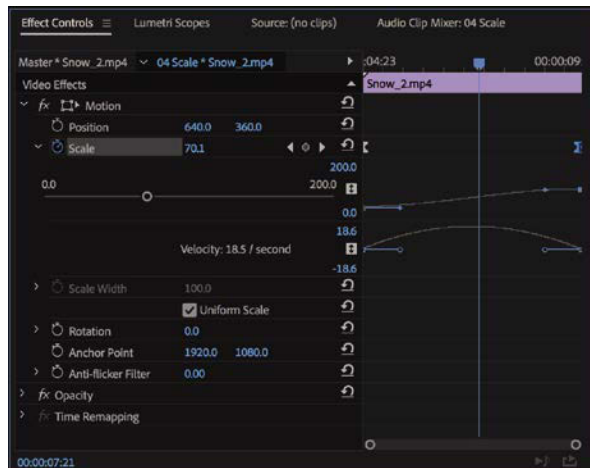 Effect Controls Lumetri Scopes Source: (no clips) Audio Clip Mixer: 04 Scale
Master * Snow_2.mp4 04 Scale * Snow_2.mp4 :04:23 00:00:09
Video Effects Snow_2.mp4
fx Motion
Position 640.0 360.0
Scale 70.1
200.0
0.0 200.0
0.0
18.6
Velocity: 18.5 / second
-18.6
Scale Width 100.0
Uniform Scale
Rotation 0.0
Anchor Point 1920.0 1080.0
Anti-flicker Filter 0.00
fx Opacity
fx Time Remapping
00:00:07:21